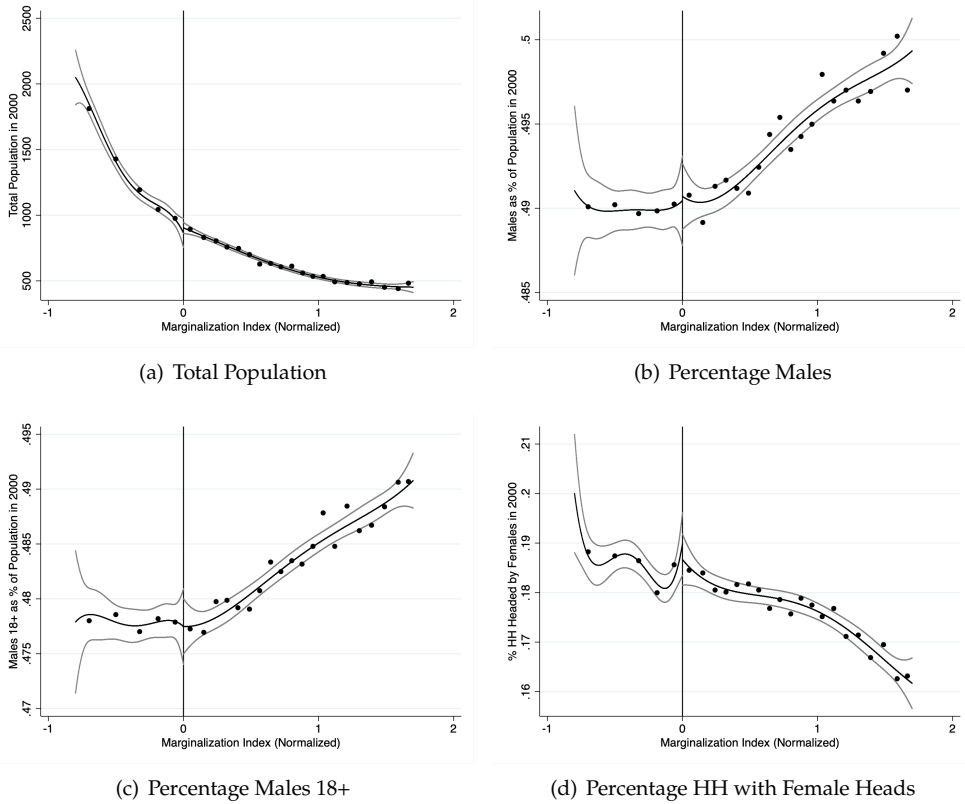 Total Population in 2000
2500
2000
1500
1000
500
-1 0 1 2
Marginalization Index (Normalized)
(a) Total Population
Males as % of Population in 2000
.5
.495
.49
.485
-1 0 1 2
Marginalization Index (Normalized)
(b) Percentage Males
Males 18+ as % of Population in 2000
.495
.49
.485
.48
.475
.47
-1 0 1 2
Marginalization Index (Normalized)
(c) Percentage Males 18+
% HH Headed by Females in 2000
.21
.2
.19
.18
.17
.16
-1 0 1 2
Marginalization Index (Normalized)
(d) Percentage HH with Female Heads